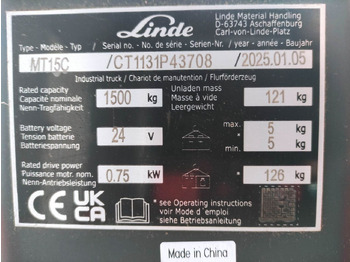 Linde
Linde Material Handling
D-63743 Aschaffenburg
Carl-von-Linde-Platz
Type - Modèle - Typ / Serial no. - No. de série - Serien-Nr. / year - année - Baujahr
MT15C /CT1131P43708 /2025.01.05
Industrial truck / Chariot de manutention / Flurförderzeug
Rated capacity
Capacité nominale
Nenn-Tragfähigkeit
1500 kg
Unladen mass
Masse à vide
Leergewicht
121 kg
Battery voltage
Tension batterie
Batteriespannung
24 V
max. 5 kg
min. 5 kg
Rated drive power
Puissance motr. nom.
Nenn-Antriebsleistung
0.75 kW
* 126 kg
CE UK CA
*see Operating instructions
voir Mode d'emploi
siehe Betriebsanleitung
Made in China